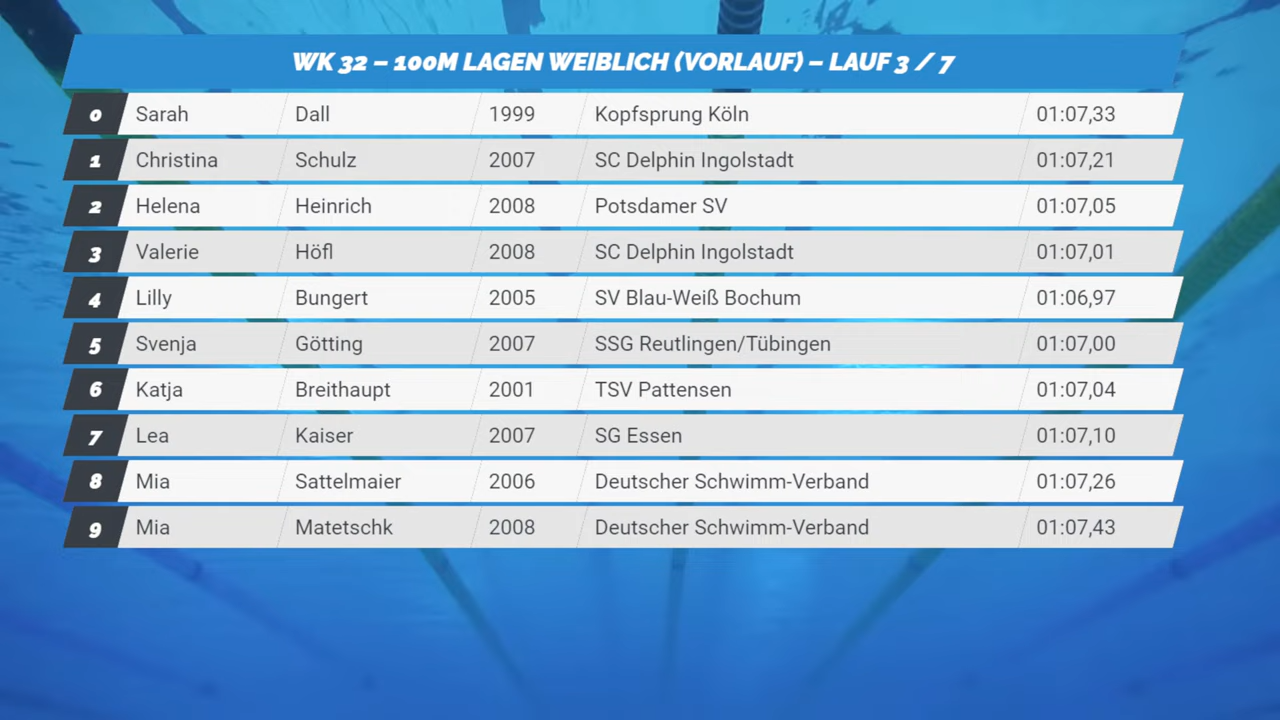 WK 32 – 100M LAGEN WEIBLICH (VORLAUF) – LAUF 3 / 7
0 Sarah Dall 1999 Kopfsprung Köln 01:07,33
1 Christina Schulz 2007 SC Delphin Ingolstadt 01:07,21
2 Helena Heinrich 2008 Potsdamer SV 01:07,05
3 Valerie Höfl 2008 SC Delphin Ingolstadt 01:07,01
4 Lilly Bungert 2005 SV Blau-Weiß Bochum 01:06,97
5 Svenja Götting 2007 SSG Reutlingen/Tübingen 01:07,00
6 Katja Breithaupt 2001 TSV Pattensen 01:07,04
7 Lea Kaiser 2007 SG Essen 01:07,10
8 Mia Sattelmaier 2006 Deutscher Schwimm-Verband 01:07,26
9 Mia Matetschk 2008 Deutscher Schwimm-Verband 01:07,43